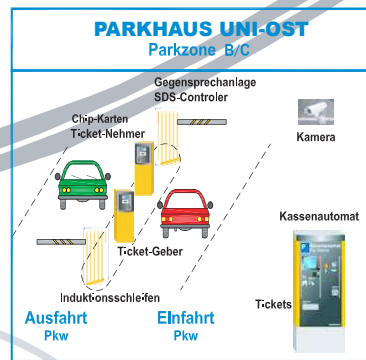 PARKHAUS UNI-OST
Parkzone B/C
Gegensprechanlage
SDS-Controler
Chip-Karten
Ticket-Nehmer
Kamera
Kassenautomat
Ticket-Geber
Induktionsschleifen
Tickets
Ausfahrt
Pkw
EInfahrt
Pkw